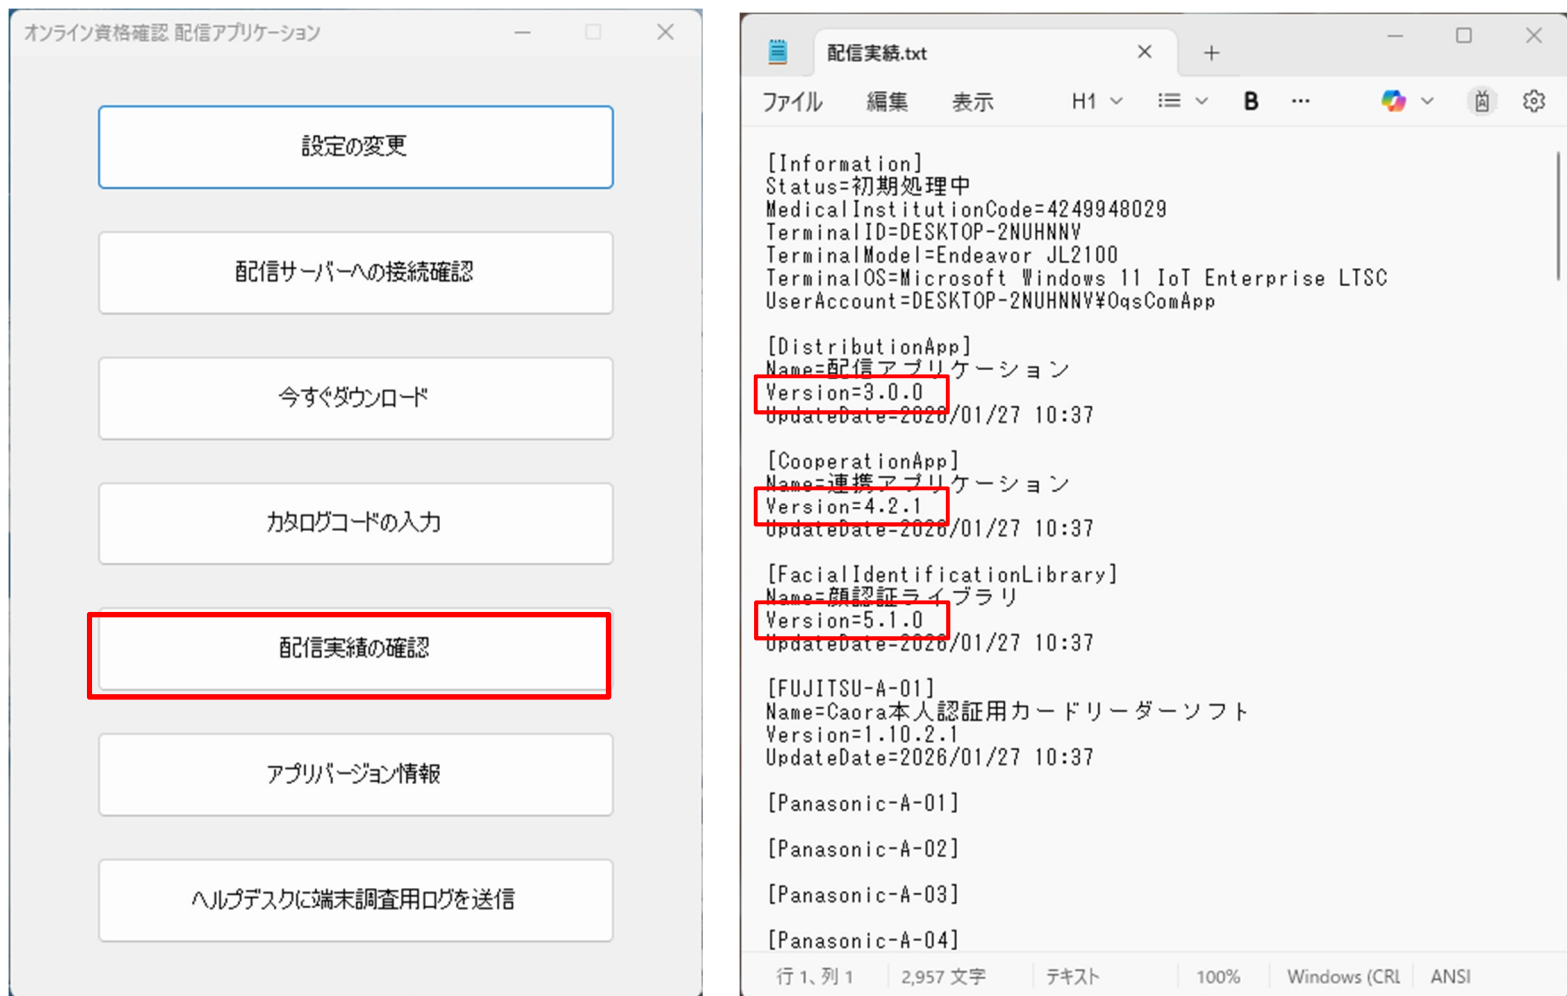 オンライン資格確認 配信アプリケーション
設定の変更
配信サーバーへの接続確認
今すぐダウンロード
カタログコードの入力
配信実績の確認
アプリバージョン情報
ヘルプデスクに端末調査用ログを送信
配信実績.txt
ファイル 編集 表示 H1 B ...
[Information]
Status=初期処理中
MedicalInstitutionCode=4249948029
TerminalID=DESKTOP-2NUHNNV
TerminalModel=Endeavor JL2100
TerminalOS=Microsoft Windows 11 IoT Enterprise LTSC
UserAccount=DESKTOP-2NUHNNV¥OqsComApp
[DistributionApp]
Name=配信アプリケーション
Version=3.0.0
UpdateDate=2026/01/27 10:37
[CooperationApp]
Name=連携アプリケーション
Version=4.2.1
UpdateDate=2026/01/27 10:37
[FacialIdentificationLibrary]
Name=顔認証ライブラリ
Version=5.1.0
UpdateDate=2026/01/27 10:37
[FUJITSU-A-01]
Name=Caora本人認証用カードリーダーソフト
Version=1.10.2.1
UpdateDate=2026/01/27 10:37
[Panasonic-A-01]
[Panasonic-A-02]
[Panasonic-A-03]
[Panasonic-A-04]
行 1、列 1 2,957 文字 テキスト 100% Windows (CRL ANSI